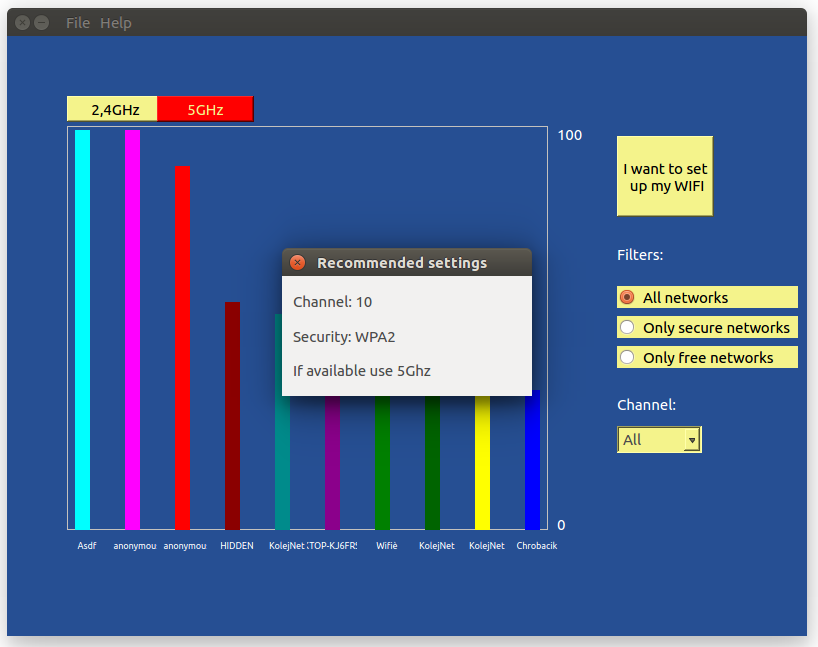 File Help
2,4GHz 5GHz
100
I want to set
up my WIFI
Filters:
All networks
Only secure networks
Only free networks
Channel:
All
Recommended settings
Channel: 10
Security: WPA2
If available use 5Ghz
0
Asdf anonymou anonymou HIDDEN KolejNet TOP-KJ6FR Wifiè KolejNet KolejNet Chrobacik